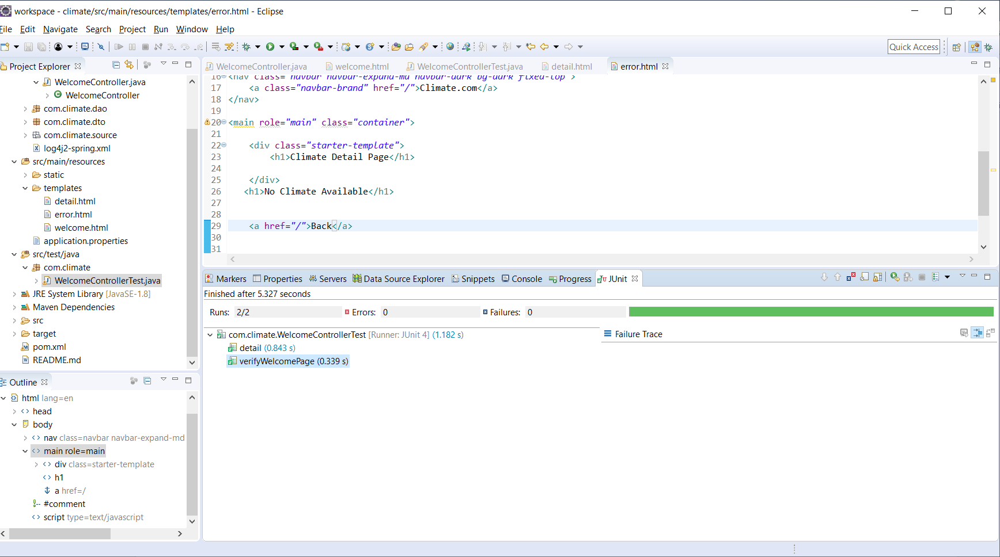 workspace - climate/src/main/resources/templates/error.html - Eclipse
File Edit Navigate Search Project Run Window Help
Quick Access
Project Explorer
WelcomeController.java
WelcomeController
com.climate.dao
com.climate.dto
com.climate.source
log4j2-spring.xml
src/main/resources
static
templates
detail.html
error.html
welcome.html
application.properties
src/test/java
com.climate
WelcomeControllerTest.java
JRE System Library [JavaSE-1.8]
Maven Dependencies
src
target
pom.xml
README.md
Outline
html lang=en
head
body
nav class=navbar navbar-expand-md
main role=main
div class=starter-template
h1
a href=/
#comment
script type=text/javascript
WelcomeController.java welcome.html WelcomeControllerTest.java detail.html error.html
16 <nav class="navbar navbar-expand-md navbar-dark bg-dark fixed-top">
17 <a class="navbar-brand" href="/">Climate.com</a>
18 </nav>
19
20 <main role="main" class="container">
21
22 <div class="starter-template">
23 <h1>Climate Detail Page</h1>
24
25 </div>
26 <h1>No Climate Available</h1>
27
28
29 <a href="/">Back</a>
30
31
Markers Properties Servers Data Source Explorer Snippets Console Progress JUnit
Finished after 5.327 seconds
Runs: 2/2 Errors: 0 Failures: 0
com.climate.WelcomeControllerTest [Runner: JUnit 4] (1.182 s)
detail (0.843 s)
verifyWelcomePage (0.339 s)
Failure Trace